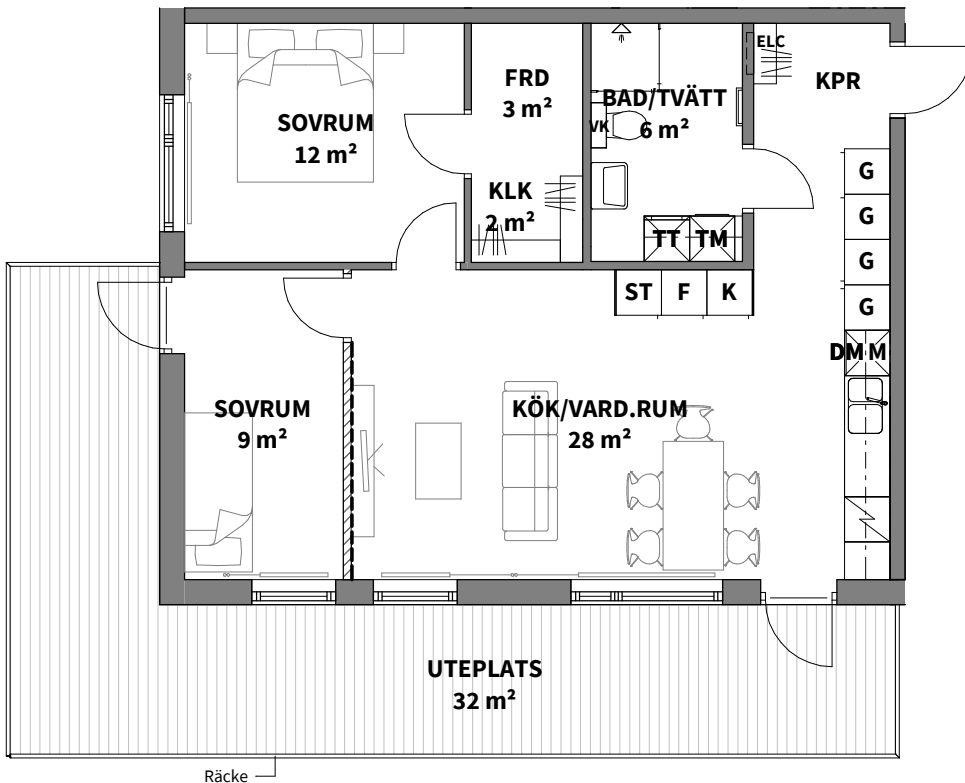 ELC
FRD
3 m²
KPR
BAD/TVÄTT
6 m²
VK
SOVRUM
12 m²
G
KLK
2 m²
G
TT
TM
G
ST
F
K
G
DM
M
SOVRUM
9 m²
KÖK/VARD.RUM
28 m²
UTEPLATS
32 m²
Räcke